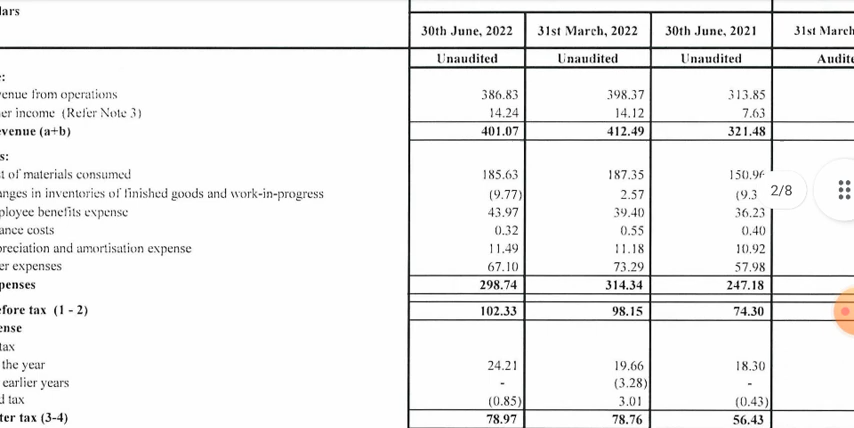 lars
30th June, 2022 31st March, 2022 30th June, 2021 31st March
Unaudited Unaudited Unaudited Audite
e:
venue from operations 386.83 398.37 313.85
er income (Refer Note 3) 14.24 14.12 7.63
evenue (a+b) 401.07 412.49 321.48
s:
t of materials consumed 185.63 187.35 150.96
anges in inventories of finished goods and work-in-progress (9.77) 2.57 (9.3
ployee benefits expense 43.97 39.40 36.23
ance costs 0.32 0.55 0.40
preciation and amortisation expense 11.49 11.18 10.92
er expenses 67.10 73.29 57.98
penses 298.74 314.34 247.18
2/8
efore tax (1 - 2) 102.33 98.15 74.30
ense
tax
the year 24.21 19.66 18.30
earlier years - (3.28) -
d tax (0.85) 3.01 (0.43)
ter tax (3-4) 78.97 78.76 56.43